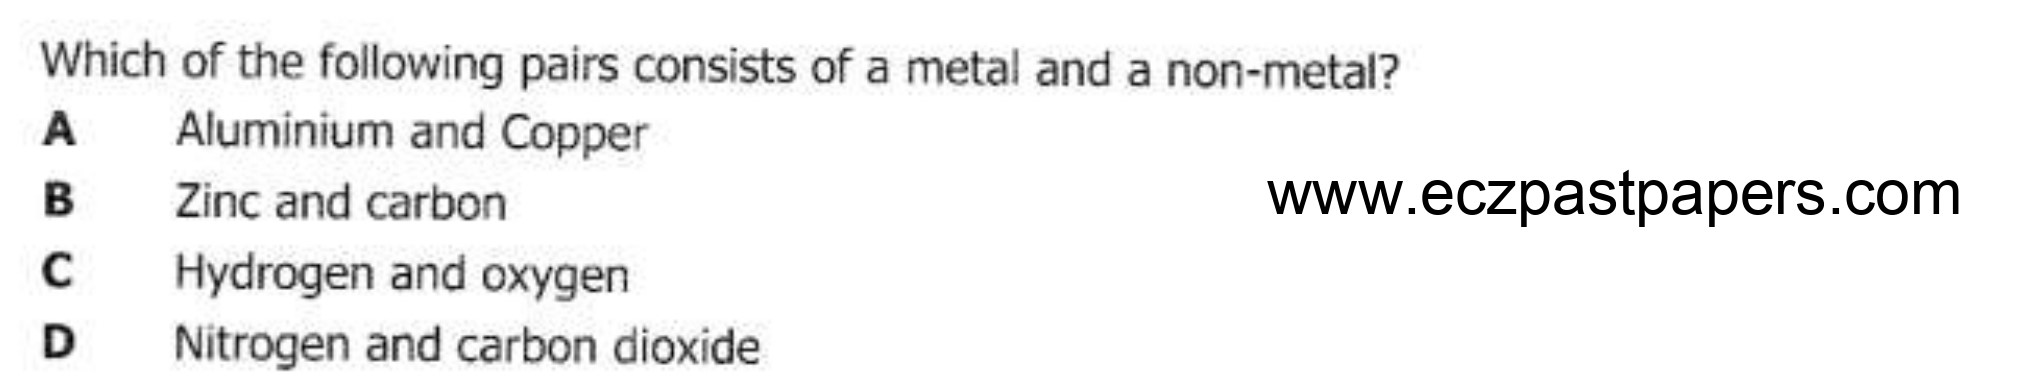 Which of the following pairs consists of a metal and a non-metal?
A Aluminium and Copper
B Zinc and carbon
www.eczpastpapers.com
C Hydrogen and oxygen
D Nitrogen and carbon dioxide